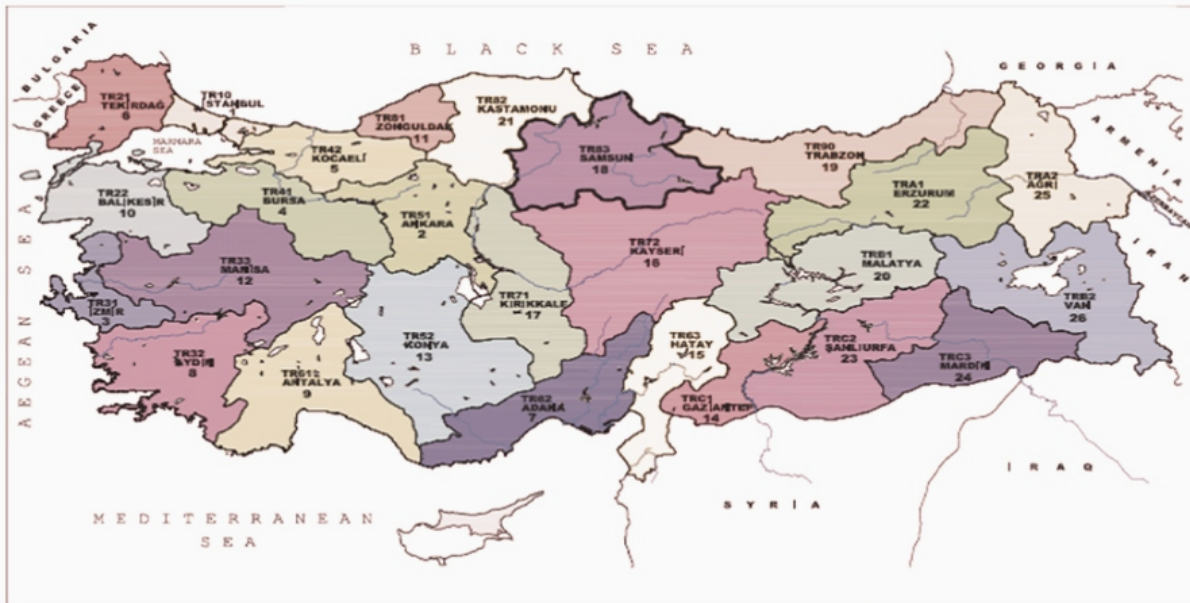 BLACK SEA
BULGARIA
GREECE
GEORGIA
ARMENIA
İRAN
AEGEAN SEA
MARMARA
SEA
TR21
TEKİRDAĞ
6
TR10
İSTANBUL
1
TR81
ZONGULDAK
11
TR82
KASTAMONU
21
TR42
KOCAELİ
5
TR83
SAMSUN
18
TR90
TRABZON
19
TRA1
ERZURUM
22
TRA2
AĞRI
25
TR22
BALIKESİR
10
TR41
BURSA
4
TR51
ANKARA
2
TR33
MANİSA
12
TR72
KAYSERİ
16
TRB1
MALATYA
20
TRB2
VAN
26
TR31
İZMİR
3
TR71
KIRIKKALE
17
TR52
KONYA
13
TR63
HATAY
15
TRC2
ŞANLIURFA
23
TRC3
MARDİN
24
TR32
AYDIN
8
TR61
ANTALYA
9
TR62
ADANA
7
TRC1
GAZİANTEP
14
MEDITERRANEAN
SEA
SYRİA
İRAQ